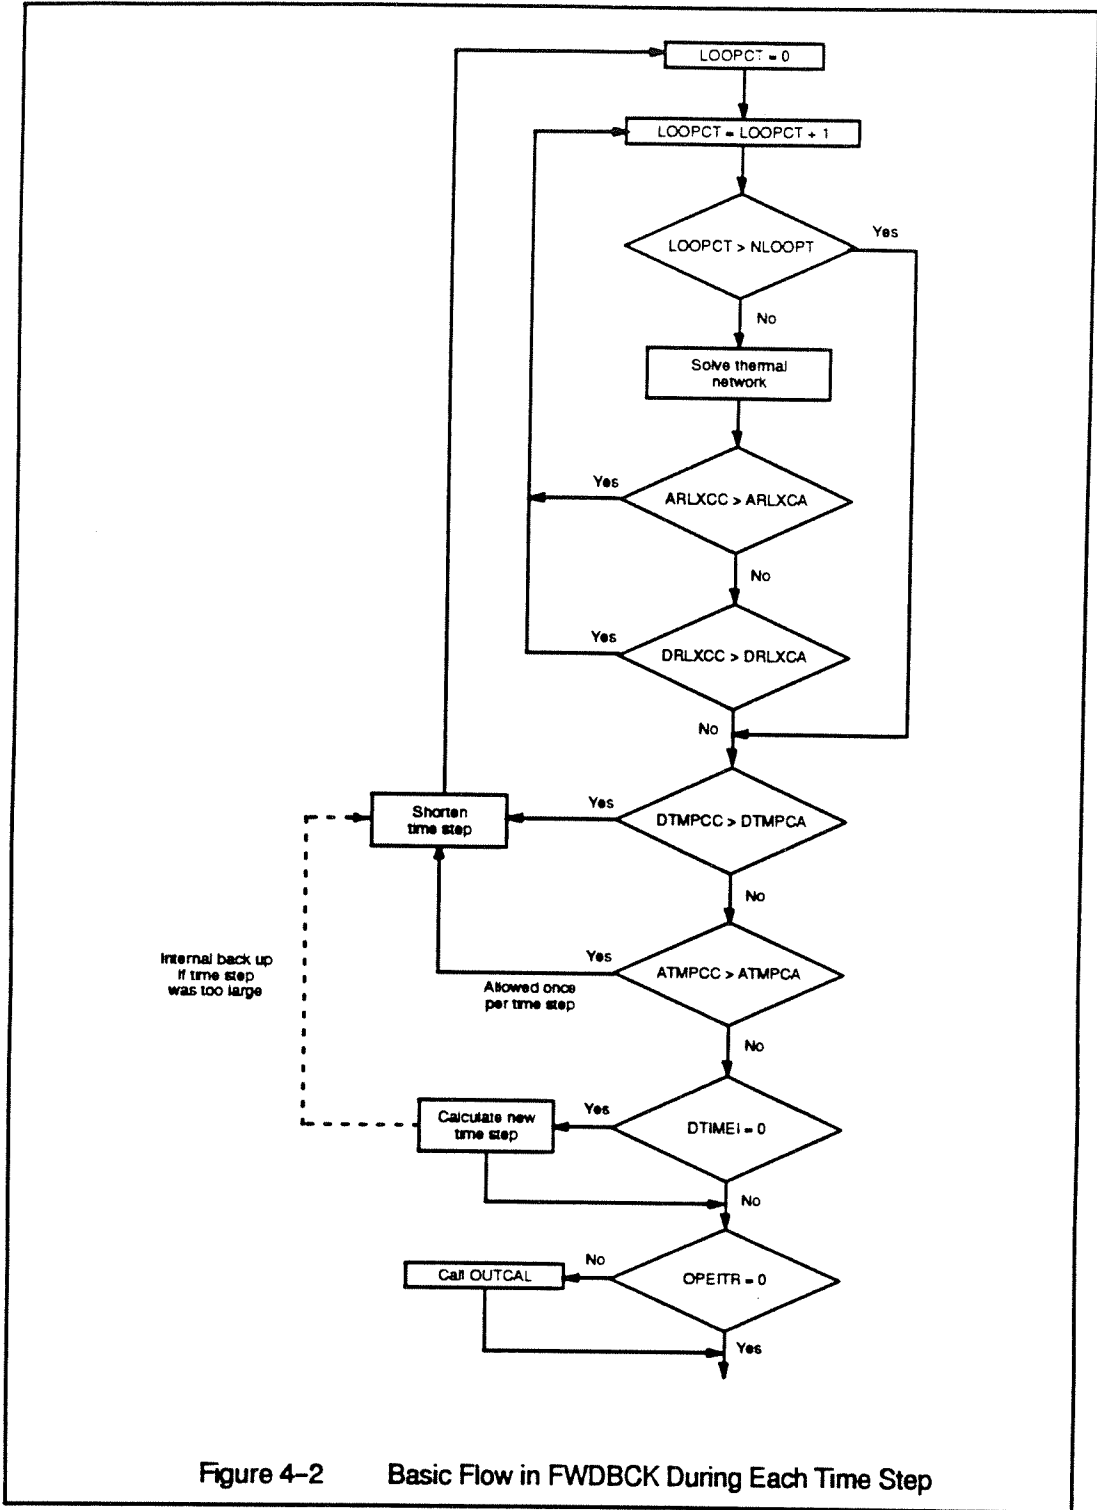 LOOPCT = 0
LOOPCT = LOOPCT + 1
LOOPCT > NLOOPT
Yes
No
Solve thermal
network
Yes
ARLXCC > ARLXCA
No
Yes
DRLXCC > DRLXCA
No
Shorten
time step
Yes
DTMPCC > DTMPCA
No
Internal back up
if time step
was too large
Yes
ATMPCC > ATMPCA
Allowed once
per time step
No
Calculate new
time step
Yes
DTIMEI = 0
No
Call OUTCAL
No
OPEITR = 0
Yes
Figure 4-2 Basic Flow in FWDBCK During Each Time Step